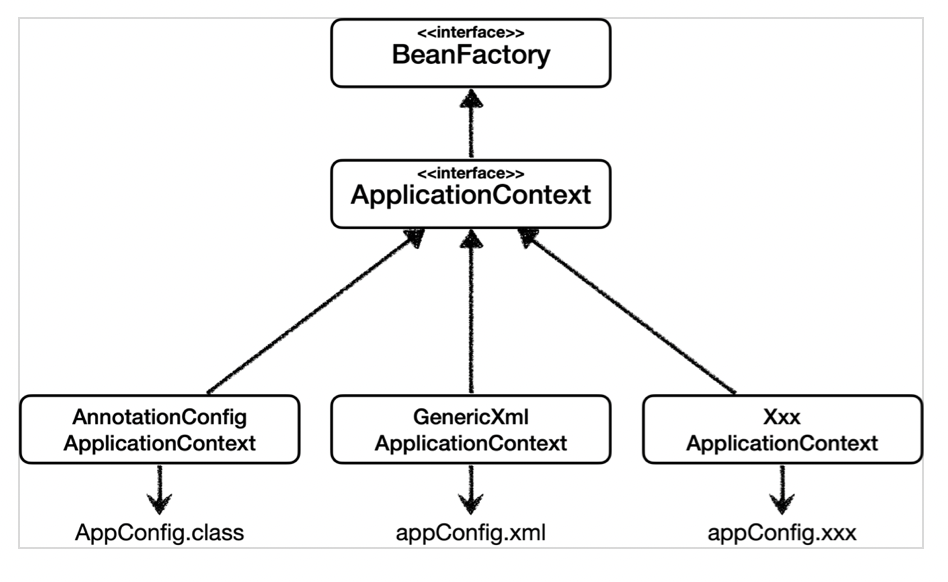 <<interface>>
BeanFactory
<<interface>>
ApplicationContext
AnnotationConfig
ApplicationContext
GenericXml
ApplicationContext
Xxx
ApplicationContext
AppConfig.class
appConfig.xml
appConfig.xxx